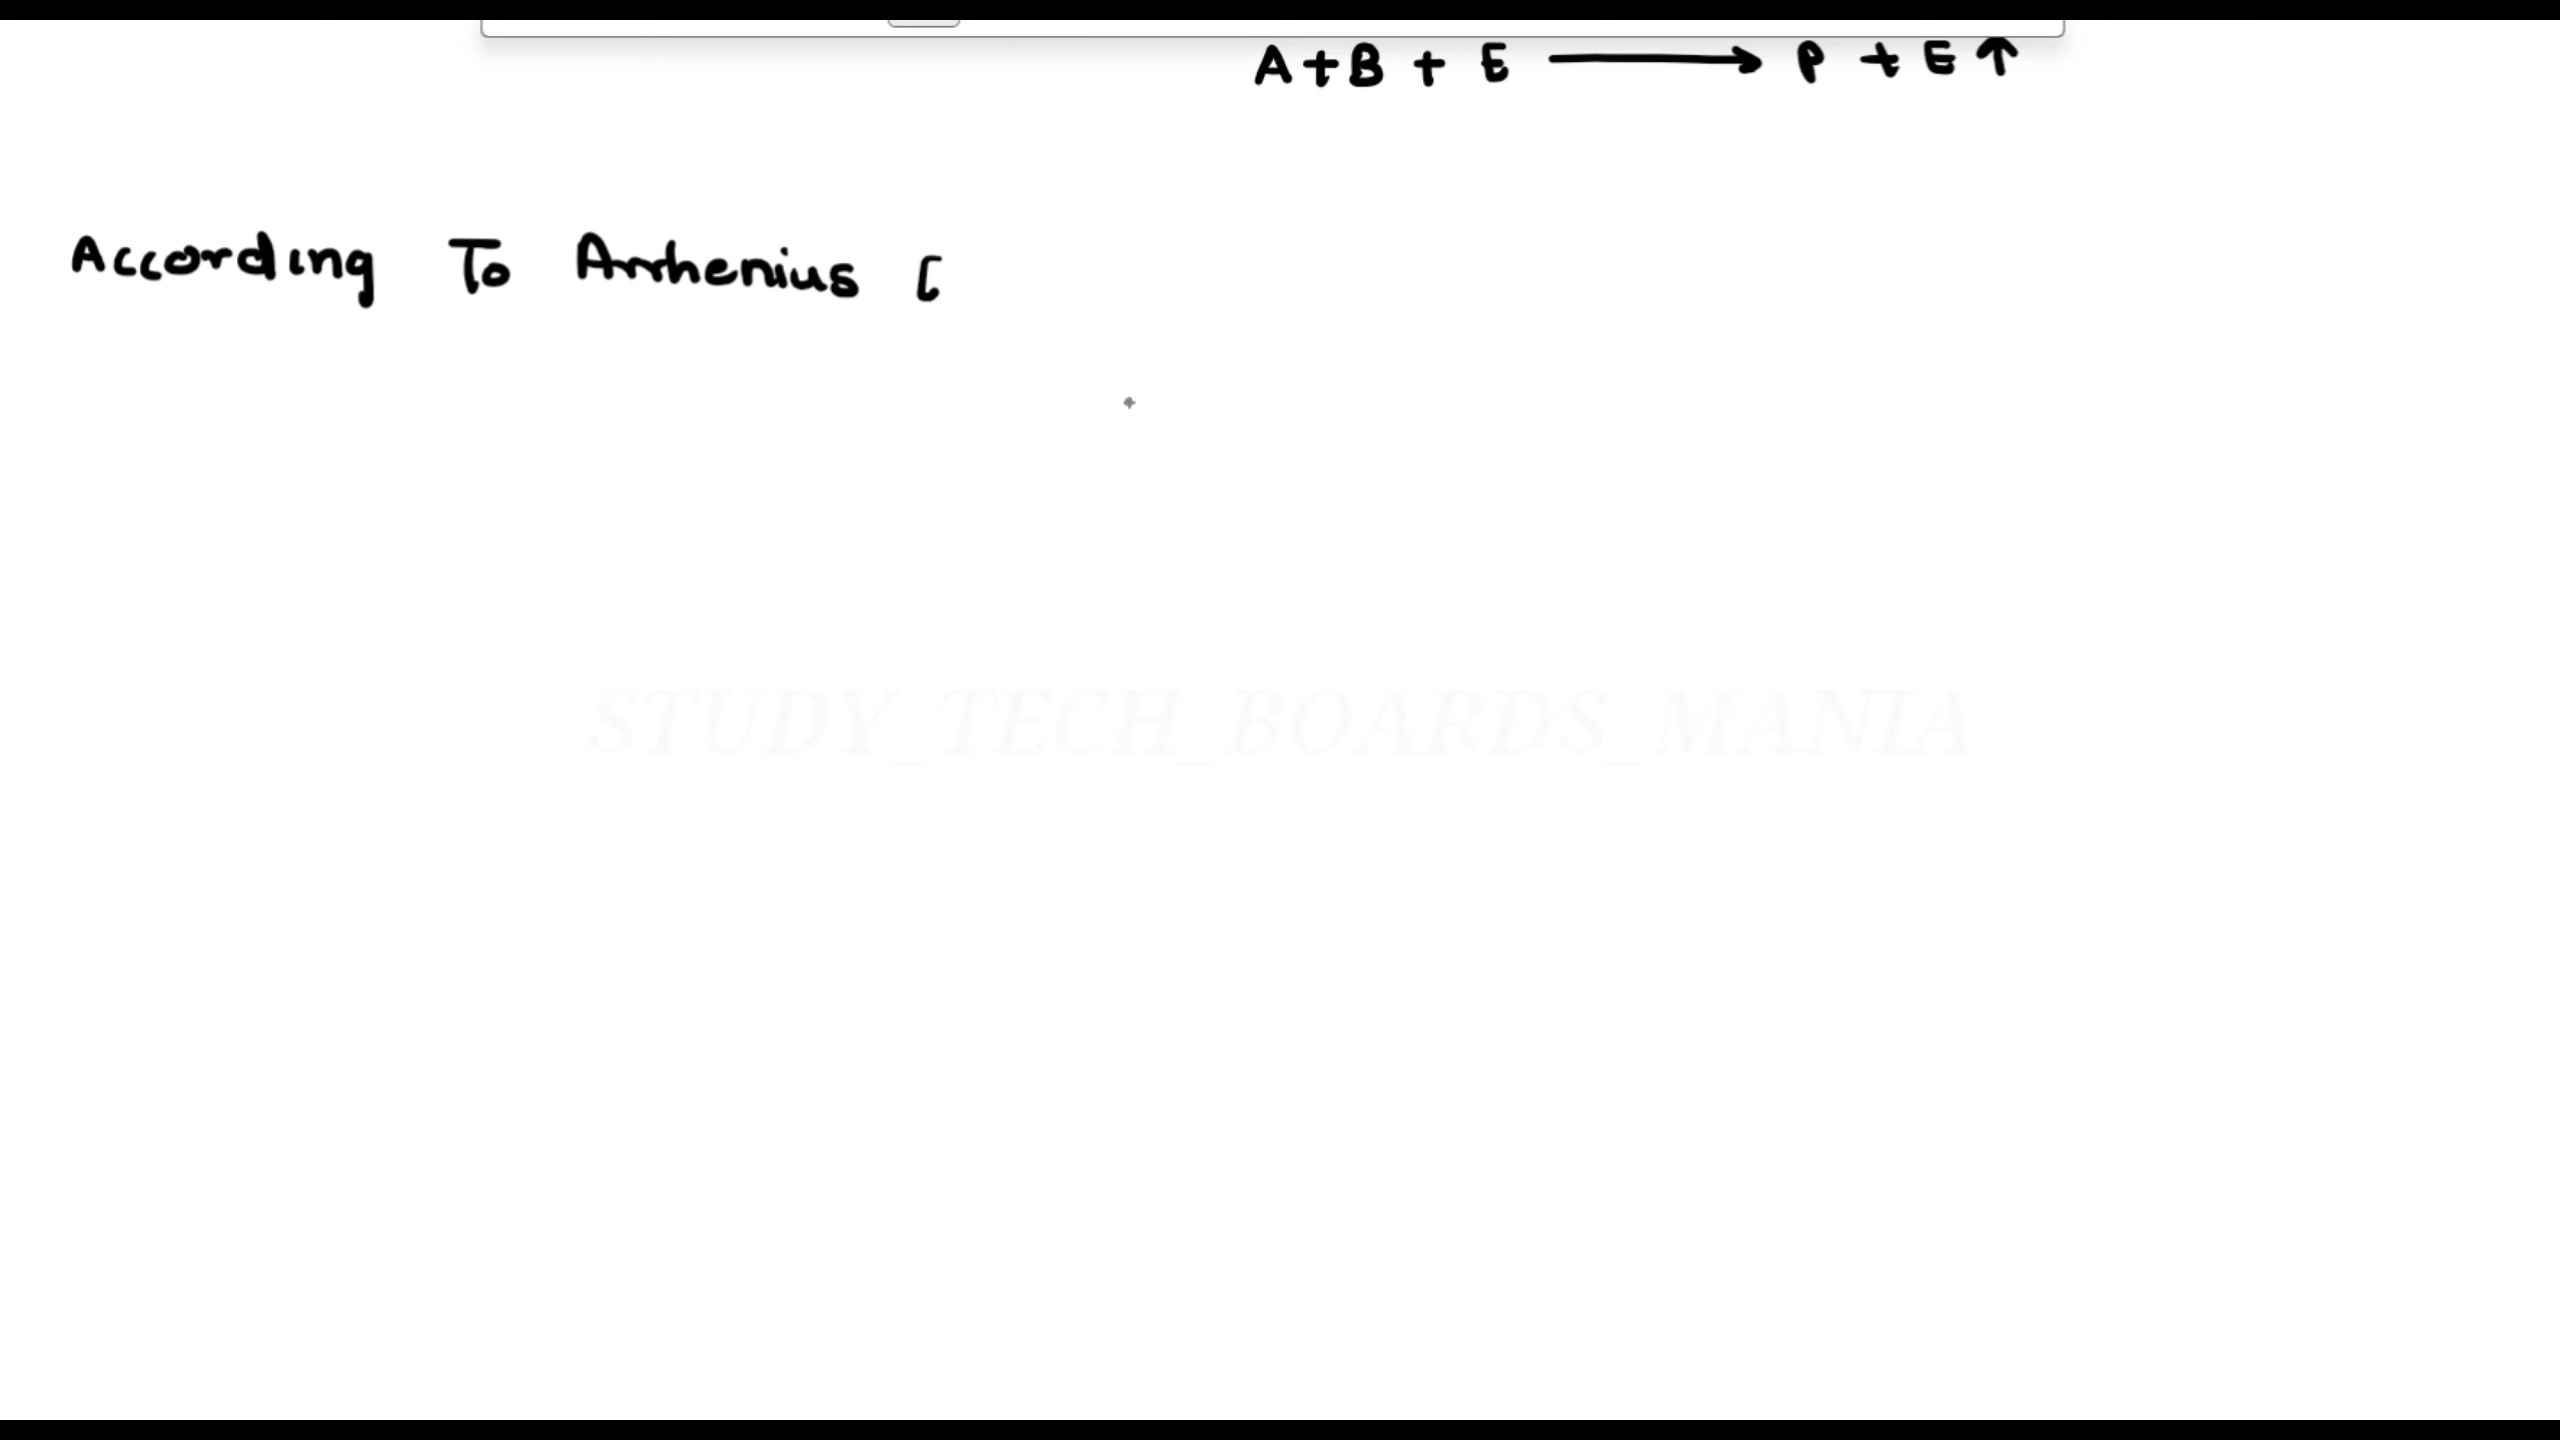 A + B + E ⟶ P + E ↑
According To Arrhenius [
STUDY_TECH_BOARDS_MANIA